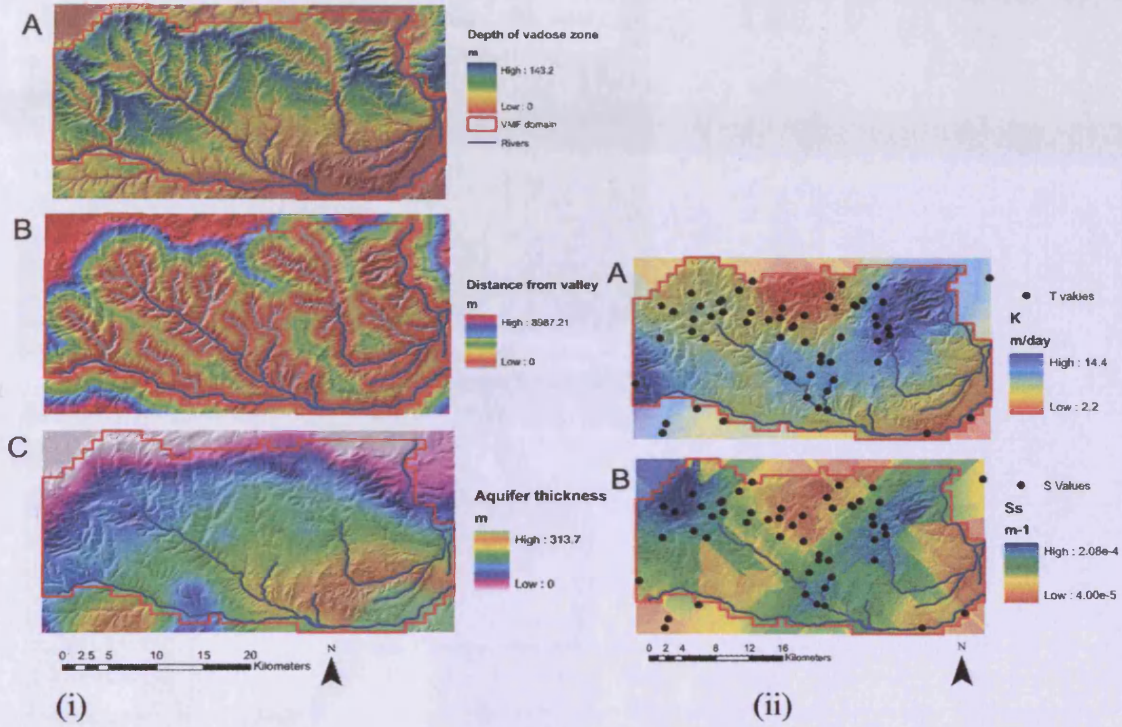 A
Depth of vadose zone
m
High : 143.2
Low : 0
VMF domain
Rivers
B
Distance from valley
m
High : 8987.21
Low : 0
C
Aquifer thickness
m
High : 313.7
Low : 0
0 2.5 5 10 15 20
Kilometers
N
(i)
A
T values
K
m/day
High : 14.4
Low : 2.2
B
S Values
Ss
m-1
High : 2.08e-4
Low : 4.00e-5
0 2 4 8 12 16
Kilometers
N
(ii)